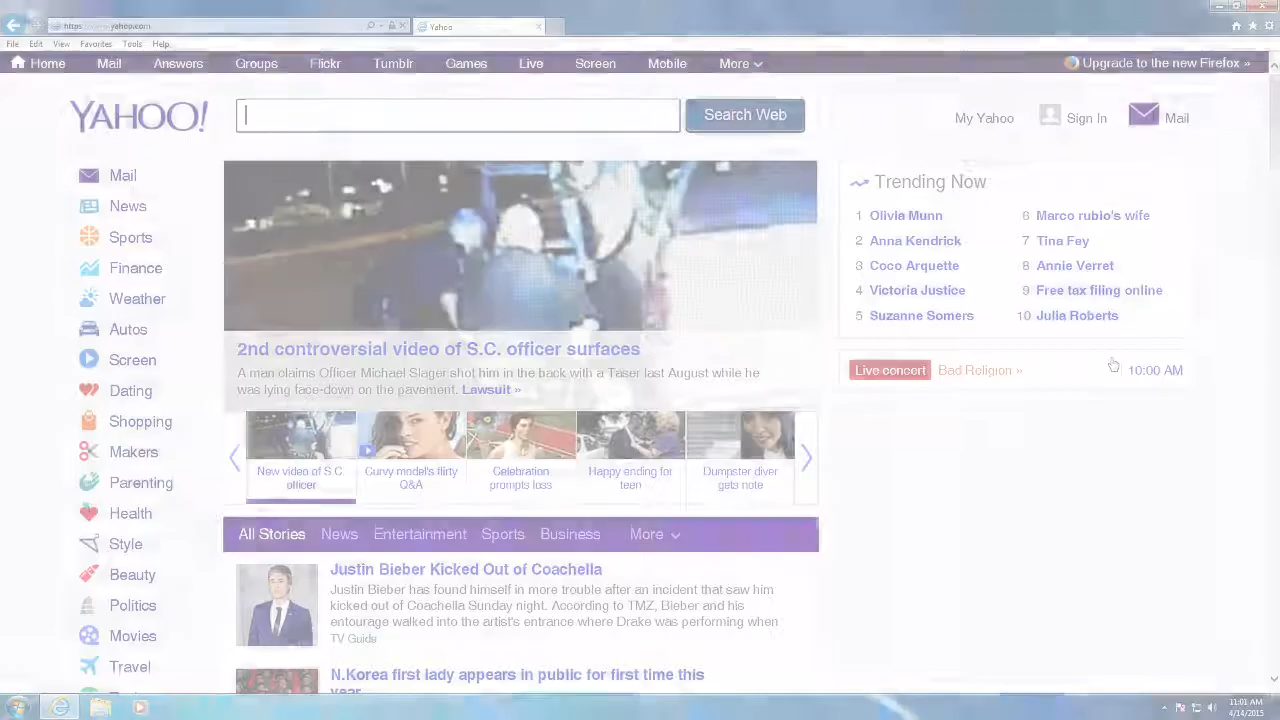 yahoo.com
Yahoo
File Edit View Favorites Tools Help
Home Mail Answers Groups Flickr Tumblr Games Live Screen Mobile More Upgrade to the new Firefox »
YAHOO! Search Web My Yahoo Sign In Mail
Mail
News
Sports
Finance
Weather
Autos
Screen
Dating
Shopping
Makers
Parenting
Health
Style
Beauty
Politics
Movies
Travel
2nd controversial video of S.C. officer surfaces
A man claims Officer Michael Slager shot him in the back with a Taser last August while he
was lying face-down on the pavement. Lawsuit »
New video of S.C.
officer
Curvy model's flirty
Q&A
Celebration
prompts loss
Happy ending for
teen
Dumpster diver
gets note
All Stories News Entertainment Sports Business More
Justin Bieber Kicked Out of Coachella
Justin Bieber has found himself in more trouble after an incident that saw him
kicked out of Coachella Sunday night. According to TMZ, Bieber and his
entourage walked into the artist's entrance where Drake was performing when
TV Guide
N.Korea first lady appears in public for first time this
year
Trending Now
1 Olivia Munn
2 Anna Kendrick
3 Coco Arquette
4 Victoria Justice
5 Suzanne Somers
6 Marco rubio's wife
7 Tina Fey
8 Annie Verret
9 Free tax filing online
10 Julia Roberts
Live concert Bad Religion » 10:00 AM
11:01 AM
4/14/2015